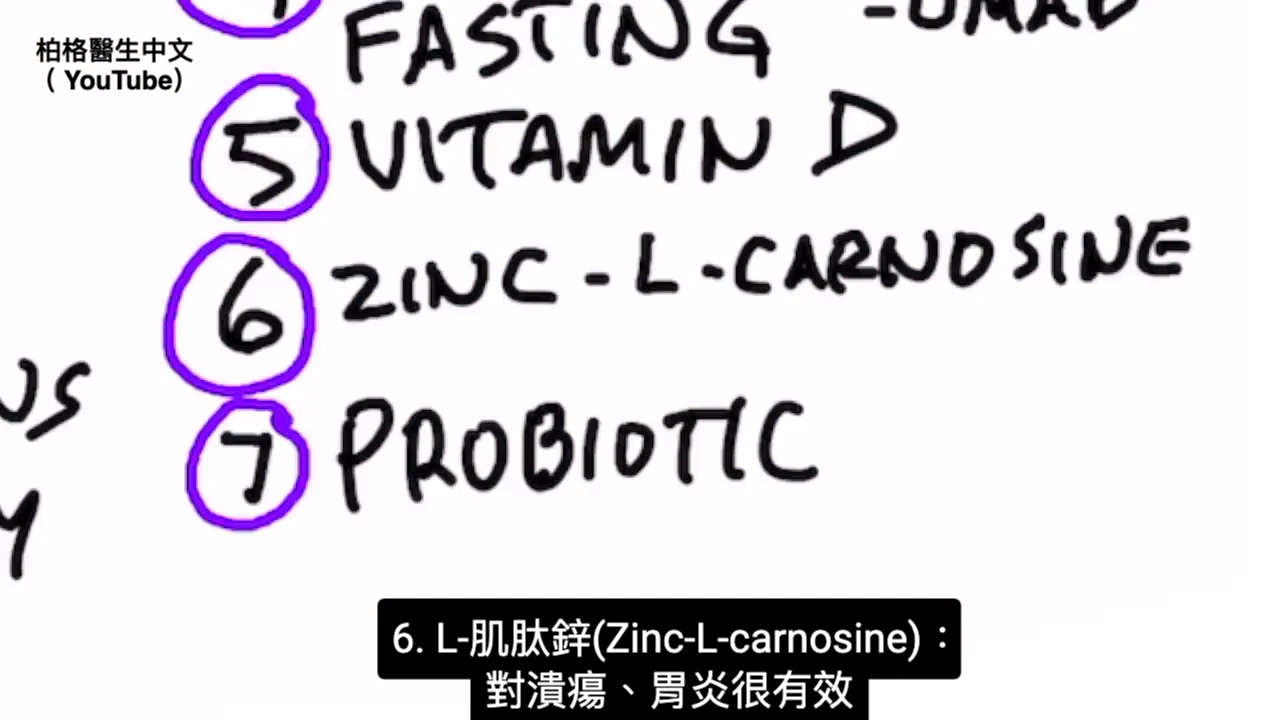 柏格醫生中文
( YouTube)
FASTING -OMAD
5 VITAMIN D
6 ZINC - L - CARNOSINE
7 PROBIOTIC
6. L-肌肽鋅(Zinc-L-carnosine)：
對潰瘍、胃炎很有效